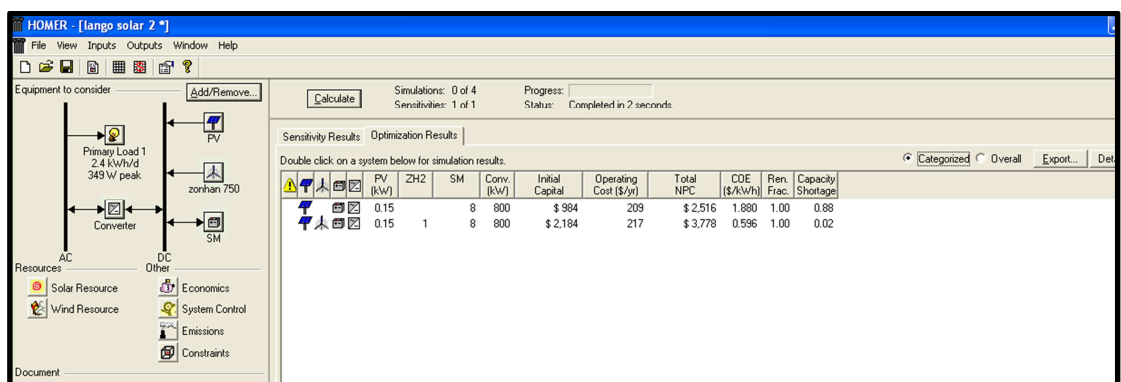 HOMER - [lango solar 2 *]
File View Inputs Outputs Window Help
Equipment to consider
Add/Remove...
PV
Primary Load 1
2.4 kWh/d
349 W peak
zonhan 750
Converter
SM
AC DC
Resources Other
Solar Resource Economics
Wind Resource System Control
Emissions
Constraints
Document
Calculate
Simulations: 0 of 4 Progress:
Sensitivities: 1 of 1 Status: Completed in 2 seconds.
Sensitivity Results Optimization Results
Double click on a system below for simulation results.
Categorized Overall Export... Det
PV (kW) ZH2 SM Conv. (kW) Initial Capital Operating Cost ($/yr) Total NPC COE ($/kWh) Ren. Frac. Capacity Shortage
0.15 8 800 $ 984 209 $ 2,516 1.880 1.00 0.88
0.15 1 8 800 $ 2,184 217 $ 3,778 0.596 1.00 0.02